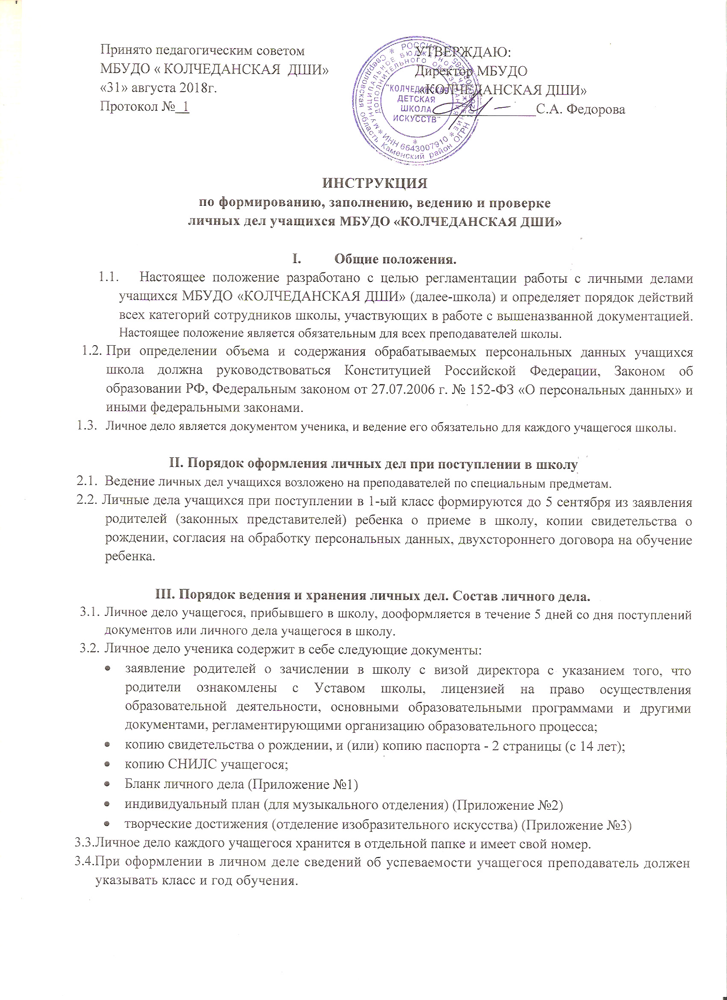 Принято педагогическим советом
МБУДО « КОЛЧЕДАНСКАЯ ДШИ»
«31» августа 2018г.
Протокол № 1
УТВЕРЖДАЮ:
Директор МБУДО
«КОЛЧЕДАНСКАЯ ДШИ»
С.А. Федорова
РОССИЯ * Свердловская область Каменский район ОГРН
МУНИЦИПАЛЬНОЕ БЮДЖЕТНОЕ УЧРЕЖДЕНИЕ
ДОПОЛНИТЕЛЬНОГО ОБРАЗОВАНИЯ
* ИНН 6643007910 *
"КОЛЧЕДАНСКАЯ
ДЕТСКАЯ
ШКОЛА
ИСКУССТВ"
ИНСТРУКЦИЯ
по формированию, заполнению, ведению и проверке
личных дел учащихся МБУДО «КОЛЧЕДАНСКАЯ ДШИ»
I. Общие положения.
1.1. Настоящее положение разработано с целью регламентации работы с личными делами
учащихся МБУДО «КОЛЧЕДАНСКАЯ ДШИ» (далее-школа) и определяет порядок действий
всех категорий сотрудников школы, участвующих в работе с вышеназванной документацией.
Настоящее положение является обязательным для всех преподавателей школы.
1.2. При определении объема и содержания обрабатываемых персональных данных учащихся
школа должна руководствоваться Конституцией Российской Федерации, Законом об
образовании РФ, Федеральным законом от 27.07.2006 г. № 152-ФЗ «О персональных данных» и
иными федеральными законами.
1.3. Личное дело является документом ученика, и ведение его обязательно для каждого учащегося школы.
II. Порядок оформления личных дел при поступлении в школу
2.1. Ведение личных дел учащихся возложено на преподавателей по специальным предметам.
2.2. Личные дела учащихся при поступлении в 1-ый класс формируются до 5 сентября из заявления
родителей (законных представителей) ребенка о приеме в школу, копии свидетельства о
рождении, согласия на обработку персональных данных, двухстороннего договора на обучение
ребенка.
III. Порядок ведения и хранения личных дел. Состав личного дела.
3.1. Личное дело учащегося, прибывшего в школу, дооформляется в течение 5 дней со дня поступлений
документов или личного дела учащегося в школу.
3.2. Личное дело ученика содержит в себе следующие документы:
• заявление родителей о зачислении в школу с визой директора с указанием того, что
родители ознакомлены с Уставом школы, лицензией на право осуществления
образовательной деятельности, основными образовательными программами и другими
документами, регламентирующими организацию образовательного процесса;
• копию свидетельства о рождении, и (или) копию паспорта - 2 страницы (с 14 лет);
• копию СНИЛС учащегося;
• Бланк личного дела (Приложение №1)
• индивидуальный план (для музыкального отделения) (Приложение №2)
• творческие достижения (отделение изобразительного искусства) (Приложение №3)
3.3.Личное дело каждого учащегося хранится в отдельной папке и имеет свой номер.
3.4.При оформлении в личном деле сведений об успеваемости учащегося преподаватель должен
указывать класс и год обучения.